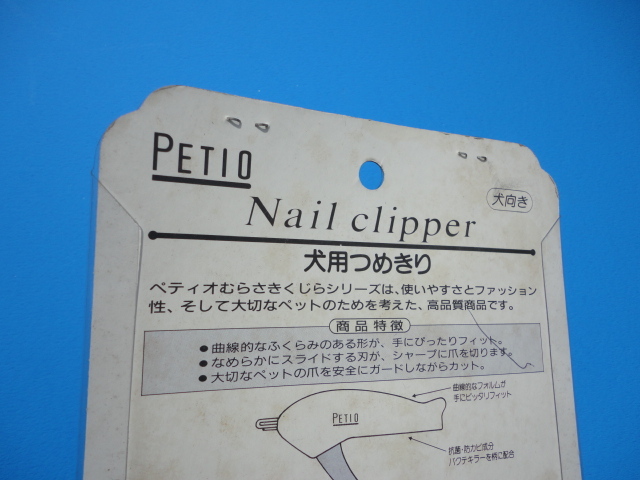 PETIO
犬向き
Nail clipper
犬用つめきり
ペティオむらさきくじらシリーズは、使いやすさとファッション
性、そして大切なペットのためを考えた、高品質商品です。
商品特徴
●曲線的なふくらみのある形が、手にぴったりフィット。
●なめらかにスライドする刃が、シャープに爪を切ります。
●大切なペットの爪を安全にガードしながらカット。
曲線的なフォルムが
手にピッタリフィット
PETIO
抗菌・防カビ成分
バクテキラーを柄に配合